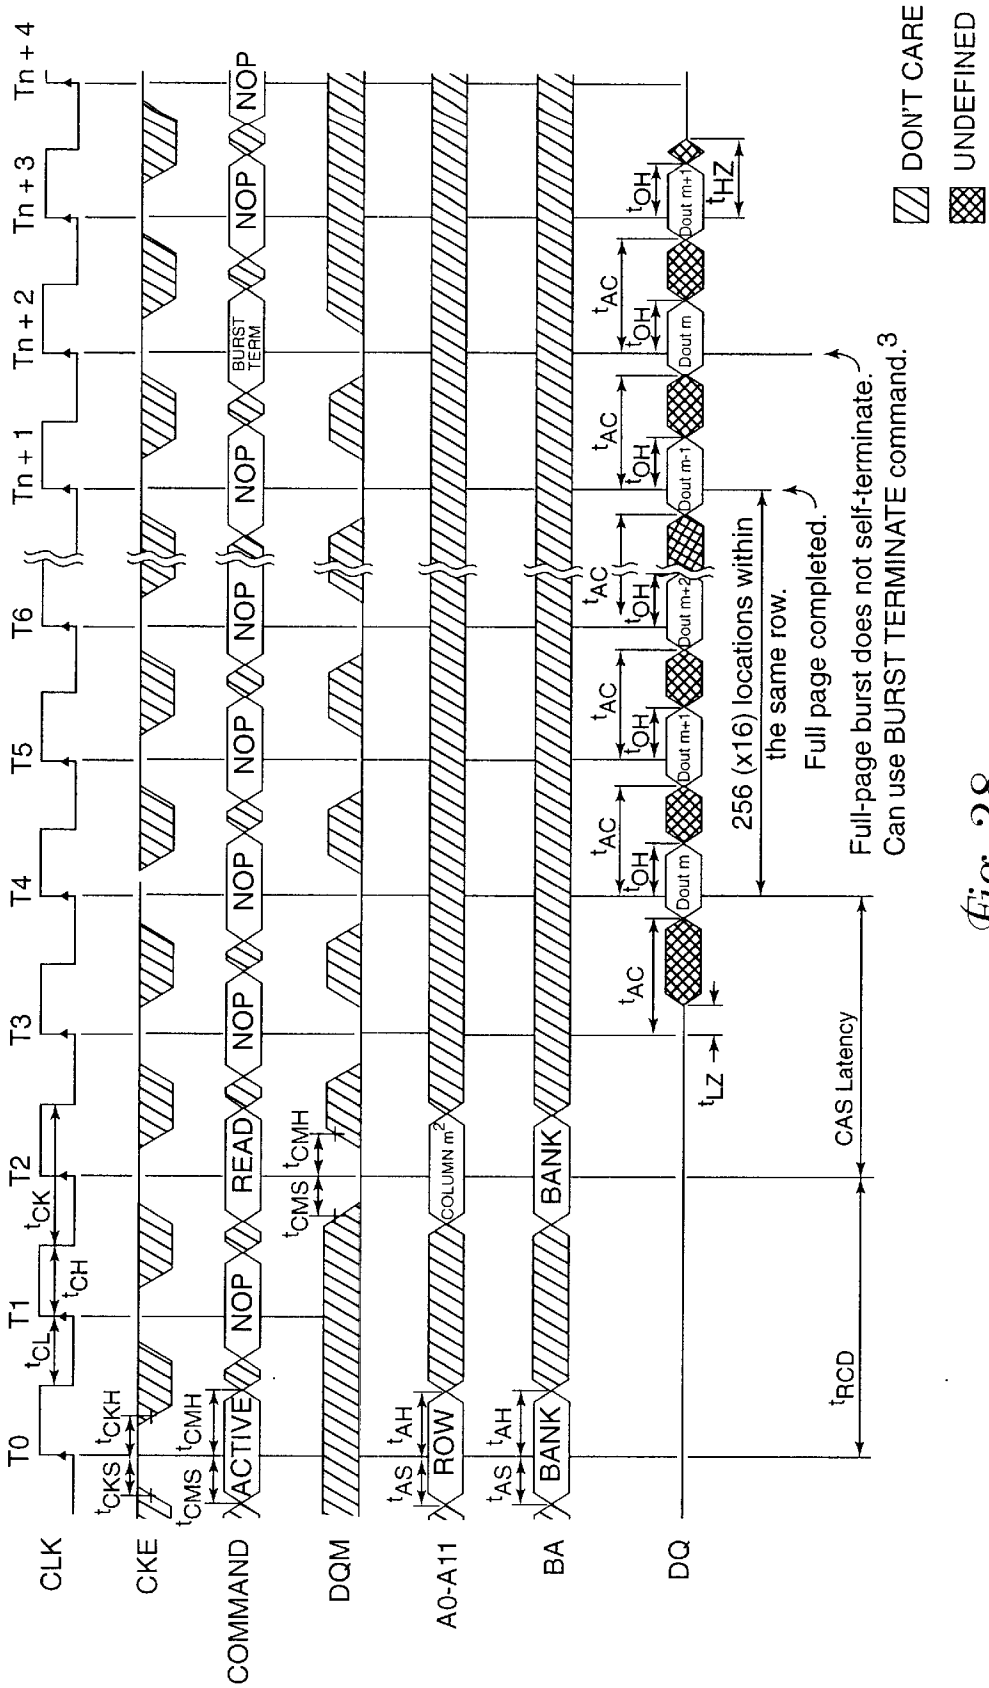 T0 T1 T2 T3 T4 T5 T6 Tn + 1 Tn + 2 Tn + 3 Tn + 4
CLK
tCL tCH tCK
CKE
tCKS tCKH
COMMAND
tCMS tCMH
ACTIVE NOP READ NOP NOP NOP NOP NOP BURST TERM NOP NOP
DQM
tCMS tCMH
A0-A11
tAS tAH
ROW COLUMN m2
BA
tAS tAH
BANK BANK
DQ
tAC tAC tAC tAC tAC tAC
tOH tOH tOH tOH tOH tOH
Dout m Dout m+1 Dout m+2 Dout m-1 Dout m Dout m+1
tLZ tHZ
tRCD CAS Latency
256 (x16) locations within
the same row.
Full page completed.
Full-page burst does not self-terminate.
Can use BURST TERMINATE command.3
DON'T CARE
UNDEFINED
Fig. 28